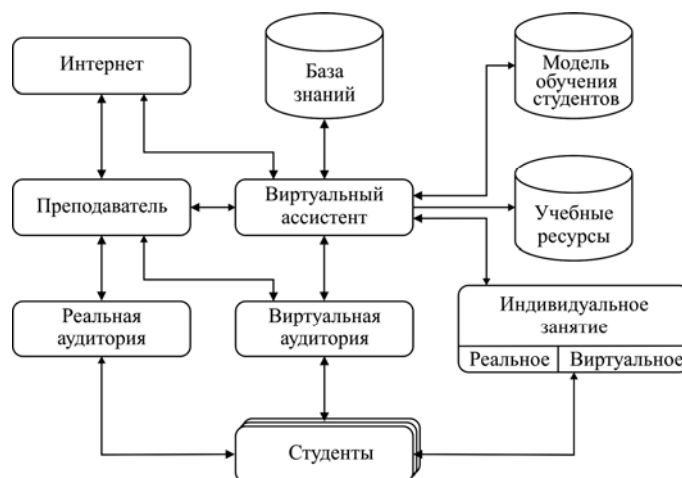 Интернет
База
знаний
Модель
обучения
студентов
Преподаватель
Виртуальный
ассистент
Учебные
ресурсы
Реальная
аудитория
Виртуальная
аудитория
Индивидуальное
занятие
Реальное
Виртуальное
Студенты